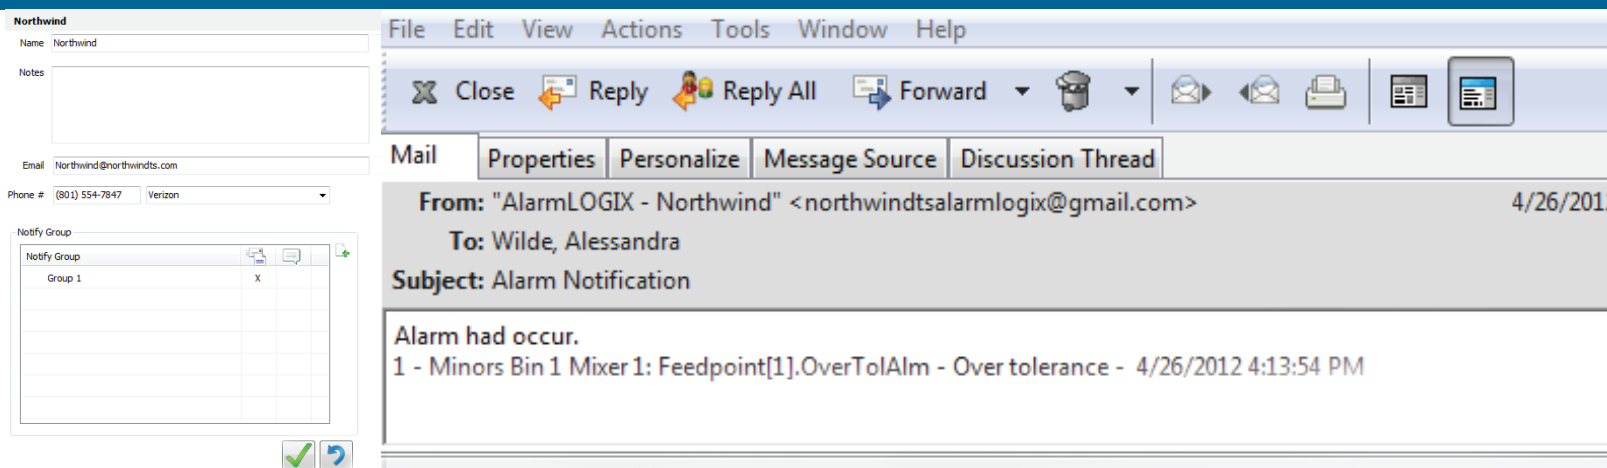 Northwind
Name Northwind
Notes
Email Northwind@northwindts.com
Phone # (801) 554-7847 Verizon
Notify Group
Notify Group
Group 1 X
File Edit View Actions Tools Window Help
Close Reply Reply All Forward
Mail Properties Personalize Message Source Discussion Thread
From: "AlarmLOGIX - Northwind" <northwindtsalarmlogix@gmail.com> 4/26/2012
To: Wilde, Alessandra
Subject: Alarm Notification
Alarm had occur.
1 - Minors Bin 1 Mixer 1: Feedpoint[1].OverTolAlm - Over tolerance - 4/26/2012 4:13:54 PM